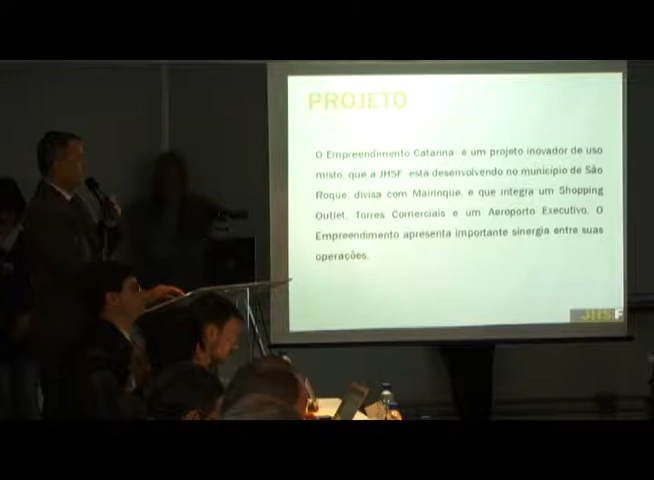 PROJETO
O Empreendimento Catarina é um projeto inovador de uso
misto, que a JHSF está desenvolvendo no município de São
Roque, divisa com Mairinque, e que integra um Shopping
Outlet, Torres Comerciais e um Aeroporto Executivo. O
Empreendimento apresenta importante sinergia entre suas
operações.
JHSF